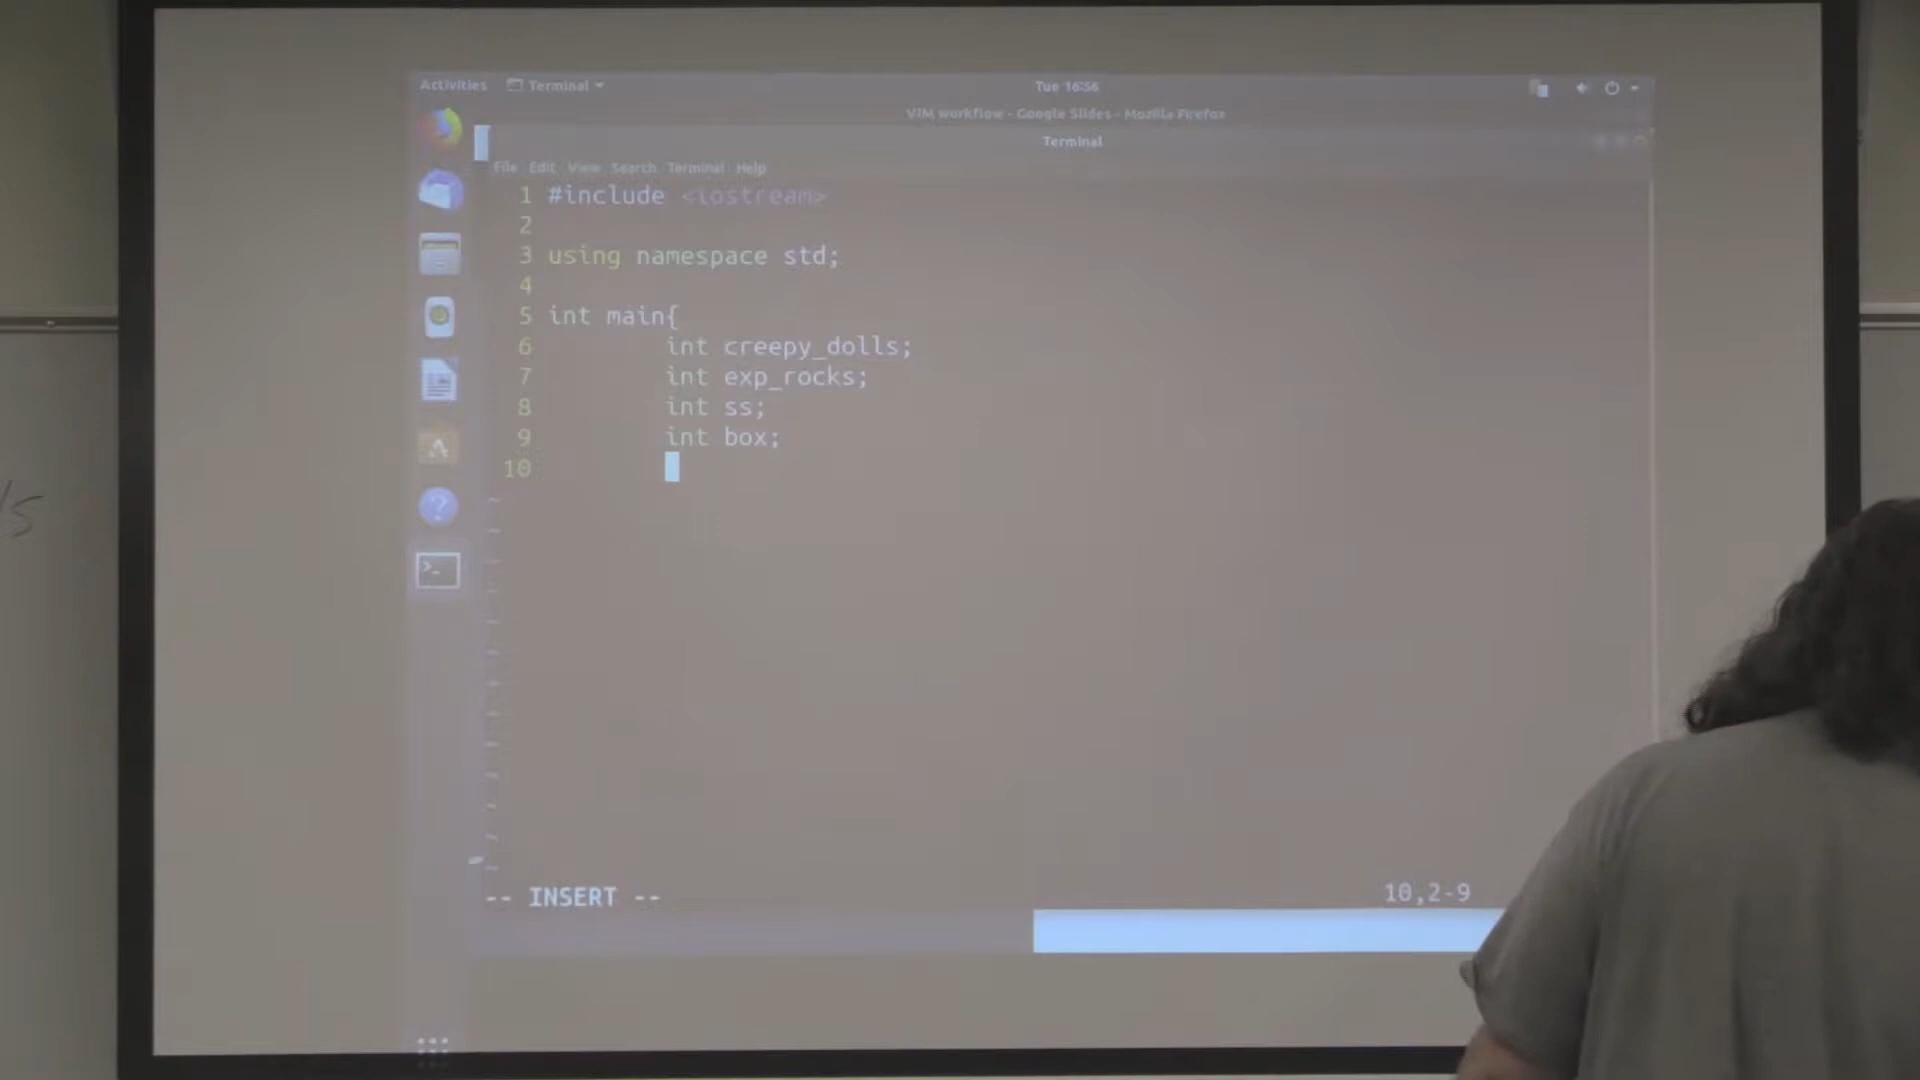 Activities Terminal Tue 16:56
VIM workflow - Google Slides - Mozilla Firefox
Terminal
File Edit View Search Terminal Help
1 #include <iostream>
2
3 using namespace std;
4
5 int main{
6 int creepy_dolls;
7 int exp_rocks;
8 int ss;
9 int box;
10
~
~
~
~
~
~
~
~
~
~
~
~
~
-- INSERT -- 10,2-9